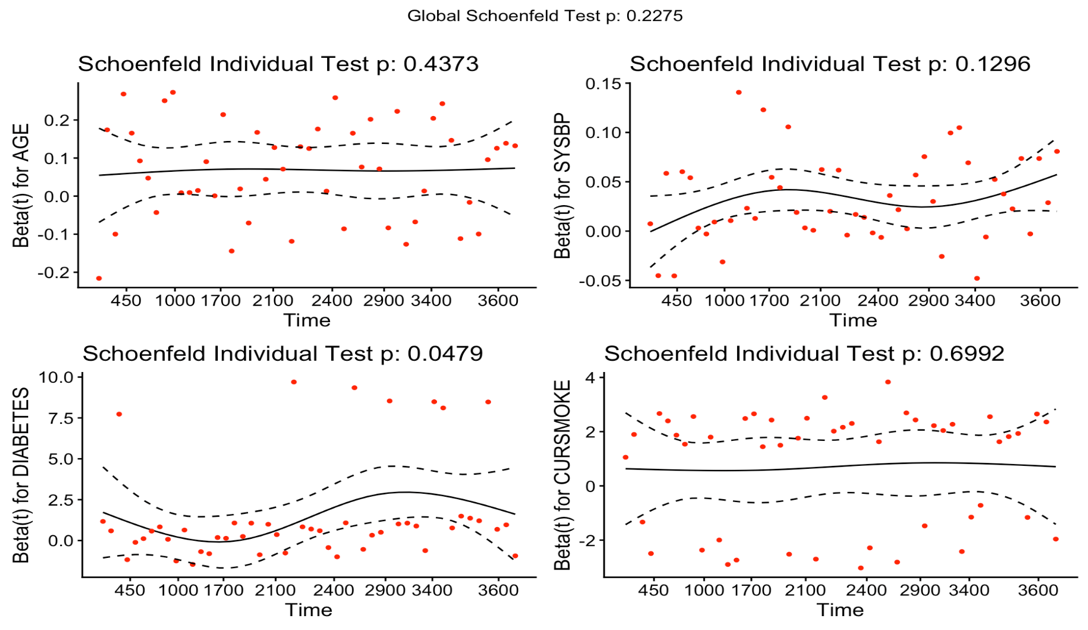 Global Schoenfeld Test p: 0.2275
Schoenfeld Individual Test p: 0.4373
Beta(t) for AGE
0.2
0.1
0.0
-0.1
-0.2
450 1000 1700 2100 2400 2900 3400 3600
Time
Schoenfeld Individual Test p: 0.1296
Beta(t) for SYSBP
0.15
0.10
0.05
0.00
-0.05
450 1000 1700 2100 2400 2900 3400 3600
Time
Schoenfeld Individual Test p: 0.0479
Beta(t) for DIABETES
10.0
7.5
5.0
2.5
0.0
450 1000 1700 2100 2400 2900 3400 3600
Time
Schoenfeld Individual Test p: 0.6992
Beta(t) for CURSMOKE
4
2
0
-2
450 1000 1700 2100 2400 2900 3400 3600
Time